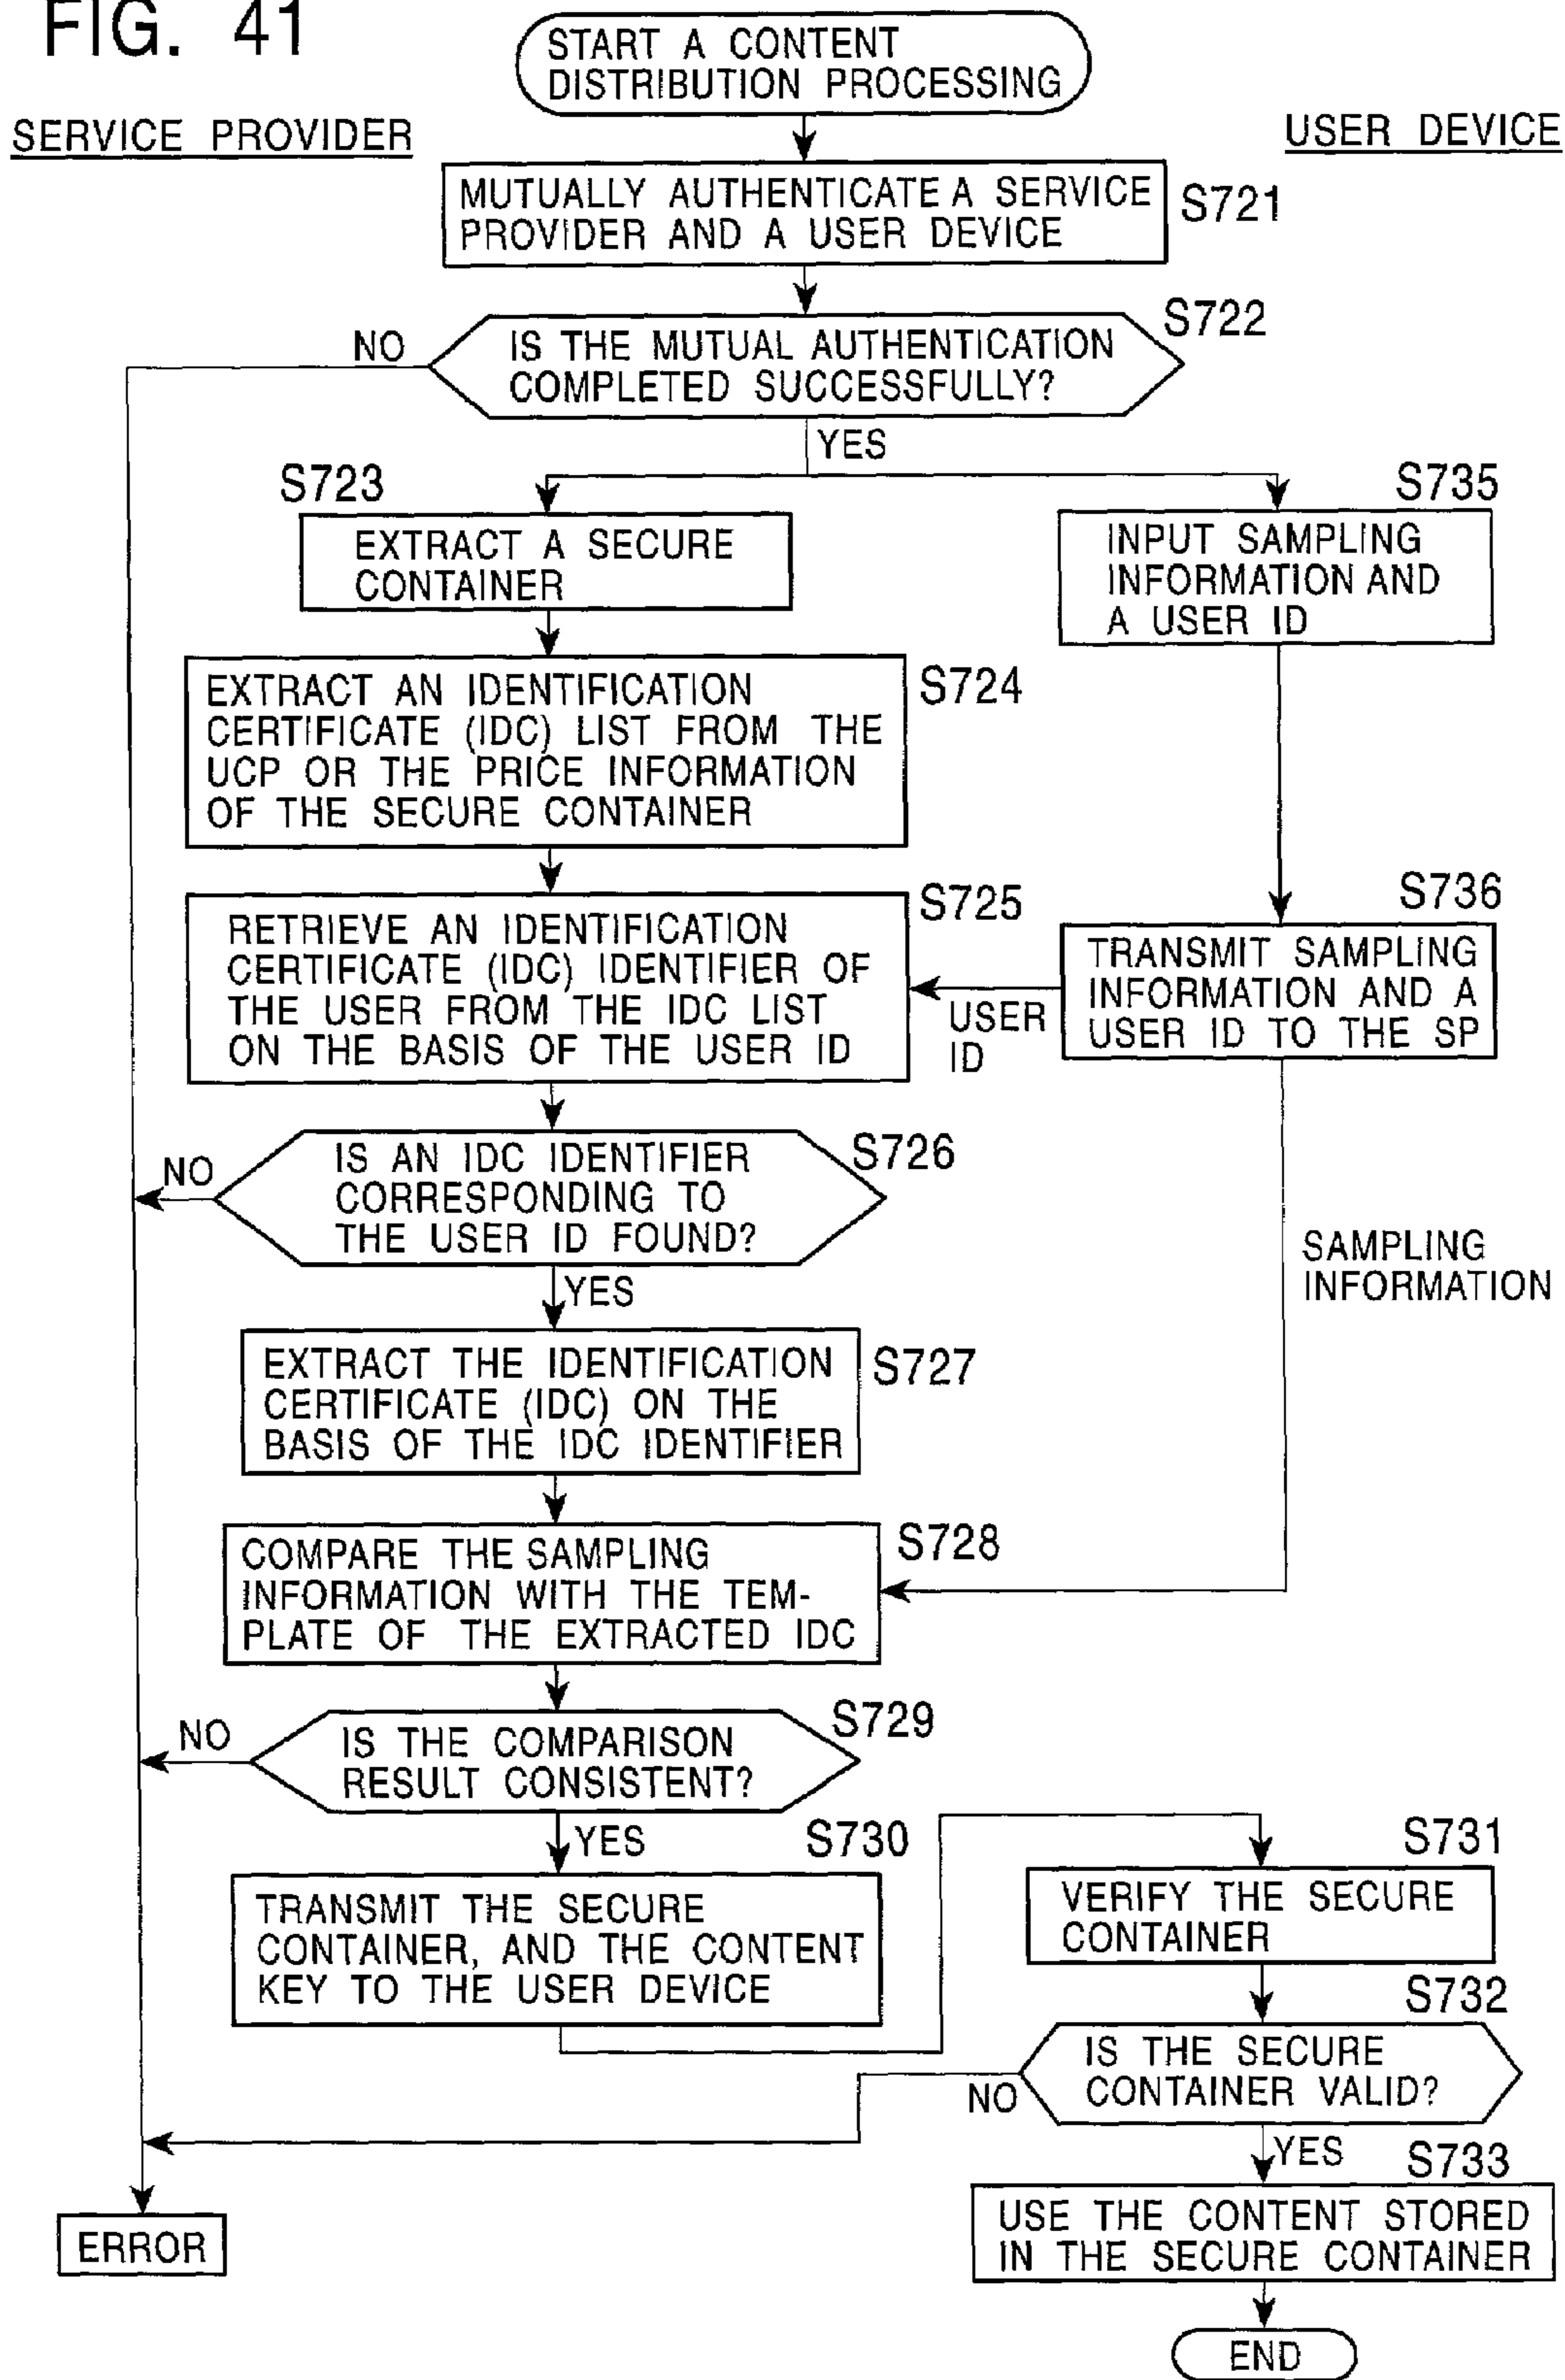 FIG. 41
START A CONTENT
DISTRIBUTION PROCESSING
SERVICE PROVIDER
USER DEVICE
MUTUALLY AUTHENTICATE A SERVICE
PROVIDER AND A USER DEVICE
S721
S722
NO
IS THE MUTUAL AUTHENTICATION
COMPLETED SUCCESSFULLY?
YES
S723
EXTRACT A SECURE
CONTAINER
S735
INPUT SAMPLING
INFORMATION AND
A USER ID
EXTRACT AN IDENTIFICATION
CERTIFICATE (IDC) LIST FROM THE
UCP OR THE PRICE INFORMATION
OF THE SECURE CONTAINER
S724
S725
RETRIEVE AN IDENTIFICATION
CERTIFICATE (IDC) IDENTIFIER OF
THE USER FROM THE IDC LIST
ON THE BASIS OF THE USER ID
S736
TRANSMIT SAMPLING
INFORMATION AND A
USER ID TO THE SP
USER
ID
S726
NO
IS AN IDC IDENTIFIER
CORRESPONDING TO
THE USER ID FOUND?
YES
SAMPLING
INFORMATION
EXTRACT THE IDENTIFICATION
CERTIFICATE (IDC) ON THE
BASIS OF THE IDC IDENTIFIER
S727
COMPARE THE SAMPLING
INFORMATION WITH THE TEM-
PLATE OF THE EXTRACTED IDC
S728
S729
NO
IS THE COMPARISON
RESULT CONSISTENT?
YES
S730
TRANSMIT THE SECURE
CONTAINER, AND THE CONTENT
KEY TO THE USER DEVICE
S731
VERIFY THE SECURE
CONTAINER
S732
IS THE SECURE
CONTAINER VALID?
NO
YES
S733
USE THE CONTENT STORED
IN THE SECURE CONTAINER
ERROR
END